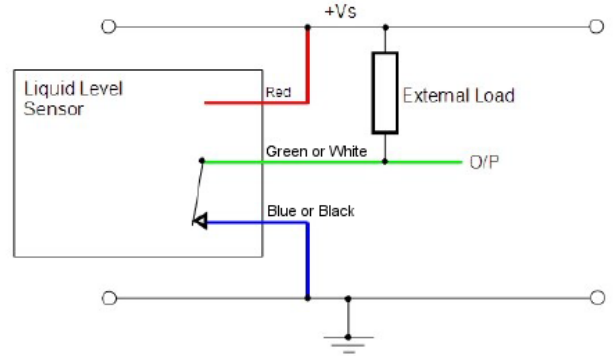 +Vs
Liquid Level
Sensor
Red
External Load
Green or White
O/P
Blue or Black